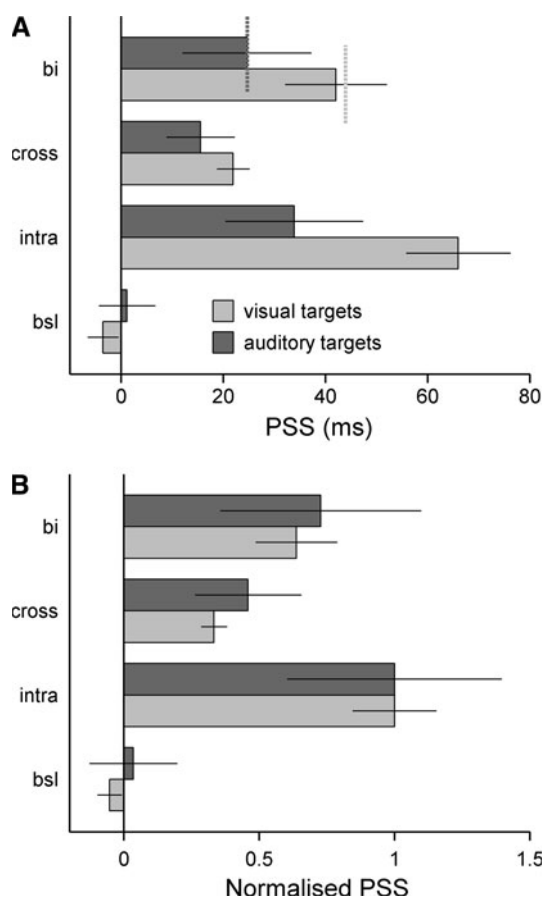 A
bi
cross
intra
bsl
visual targets
auditory targets
0 20 40 60 80
PSS (ms)
B
bi
cross
intra
bsl
0 0.5 1 1.5
Normalised PSS